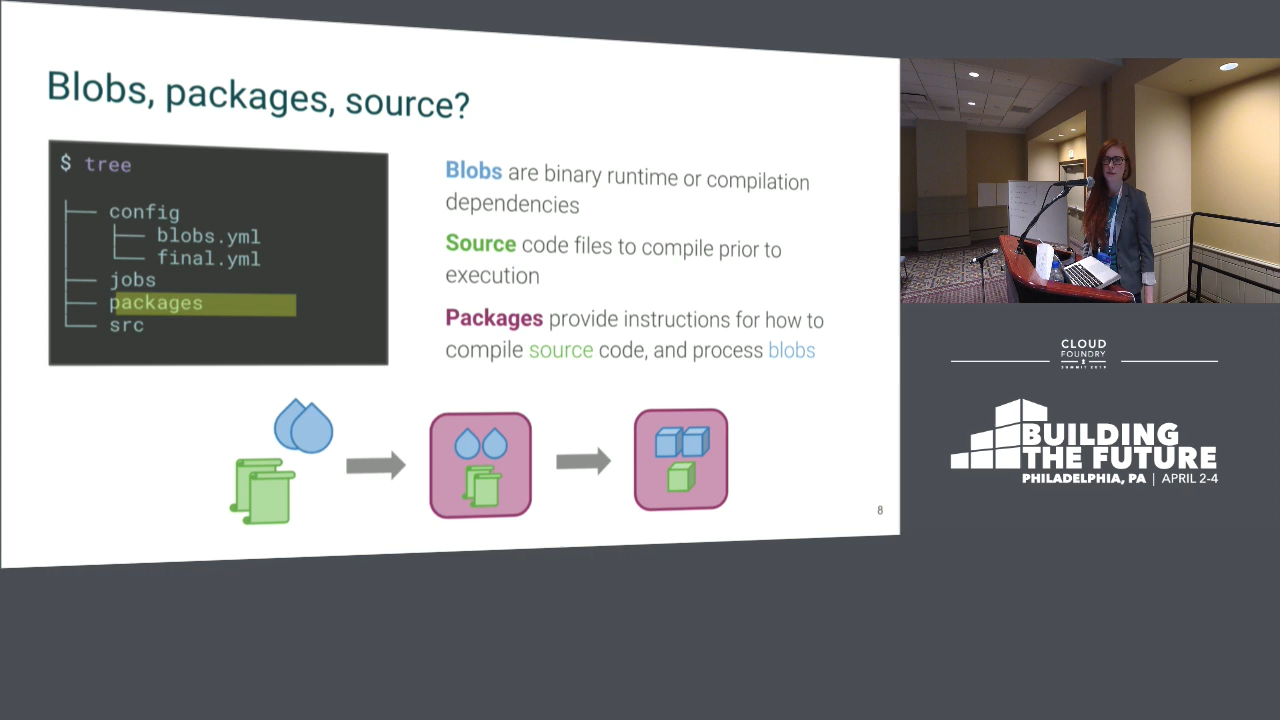 Blobs, packages, source?
$ tree
├── config
├── blobs.yml
└── final.yml
├── jobs
├── packages
└── src
Blobs are binary runtime or compilation
dependencies
Source code files to compile prior to
execution
Packages provide instructions for how to
compile source code, and process blobs
8
CLOUD
FOUNDRY
SUMMIT 2019
BUILDING
THE FUTURE
PHILADELPHIA, PA | APRIL 2-4